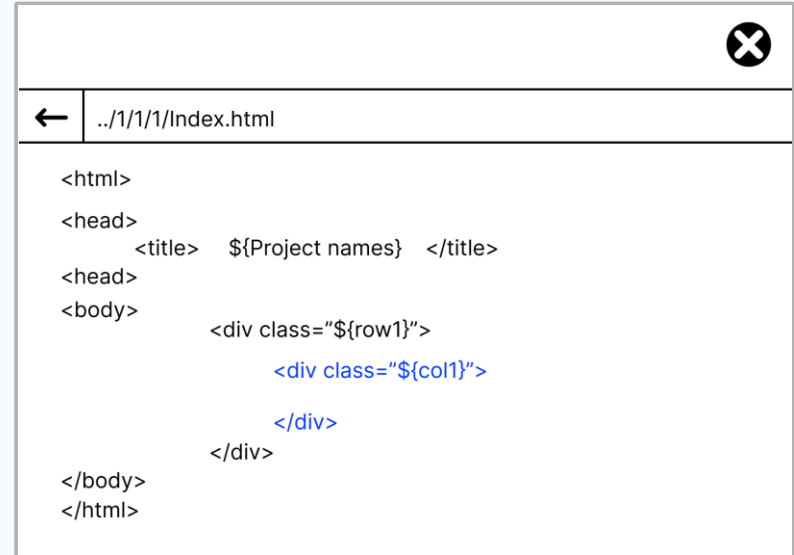 ../1/1/1/Index.html
<html>
<head>
<title> ${Project names} </title>
<head>
<body>
<div class=”${row1}”>
<div class=”${col1}”>
</div>
</div>
</body>
</html>